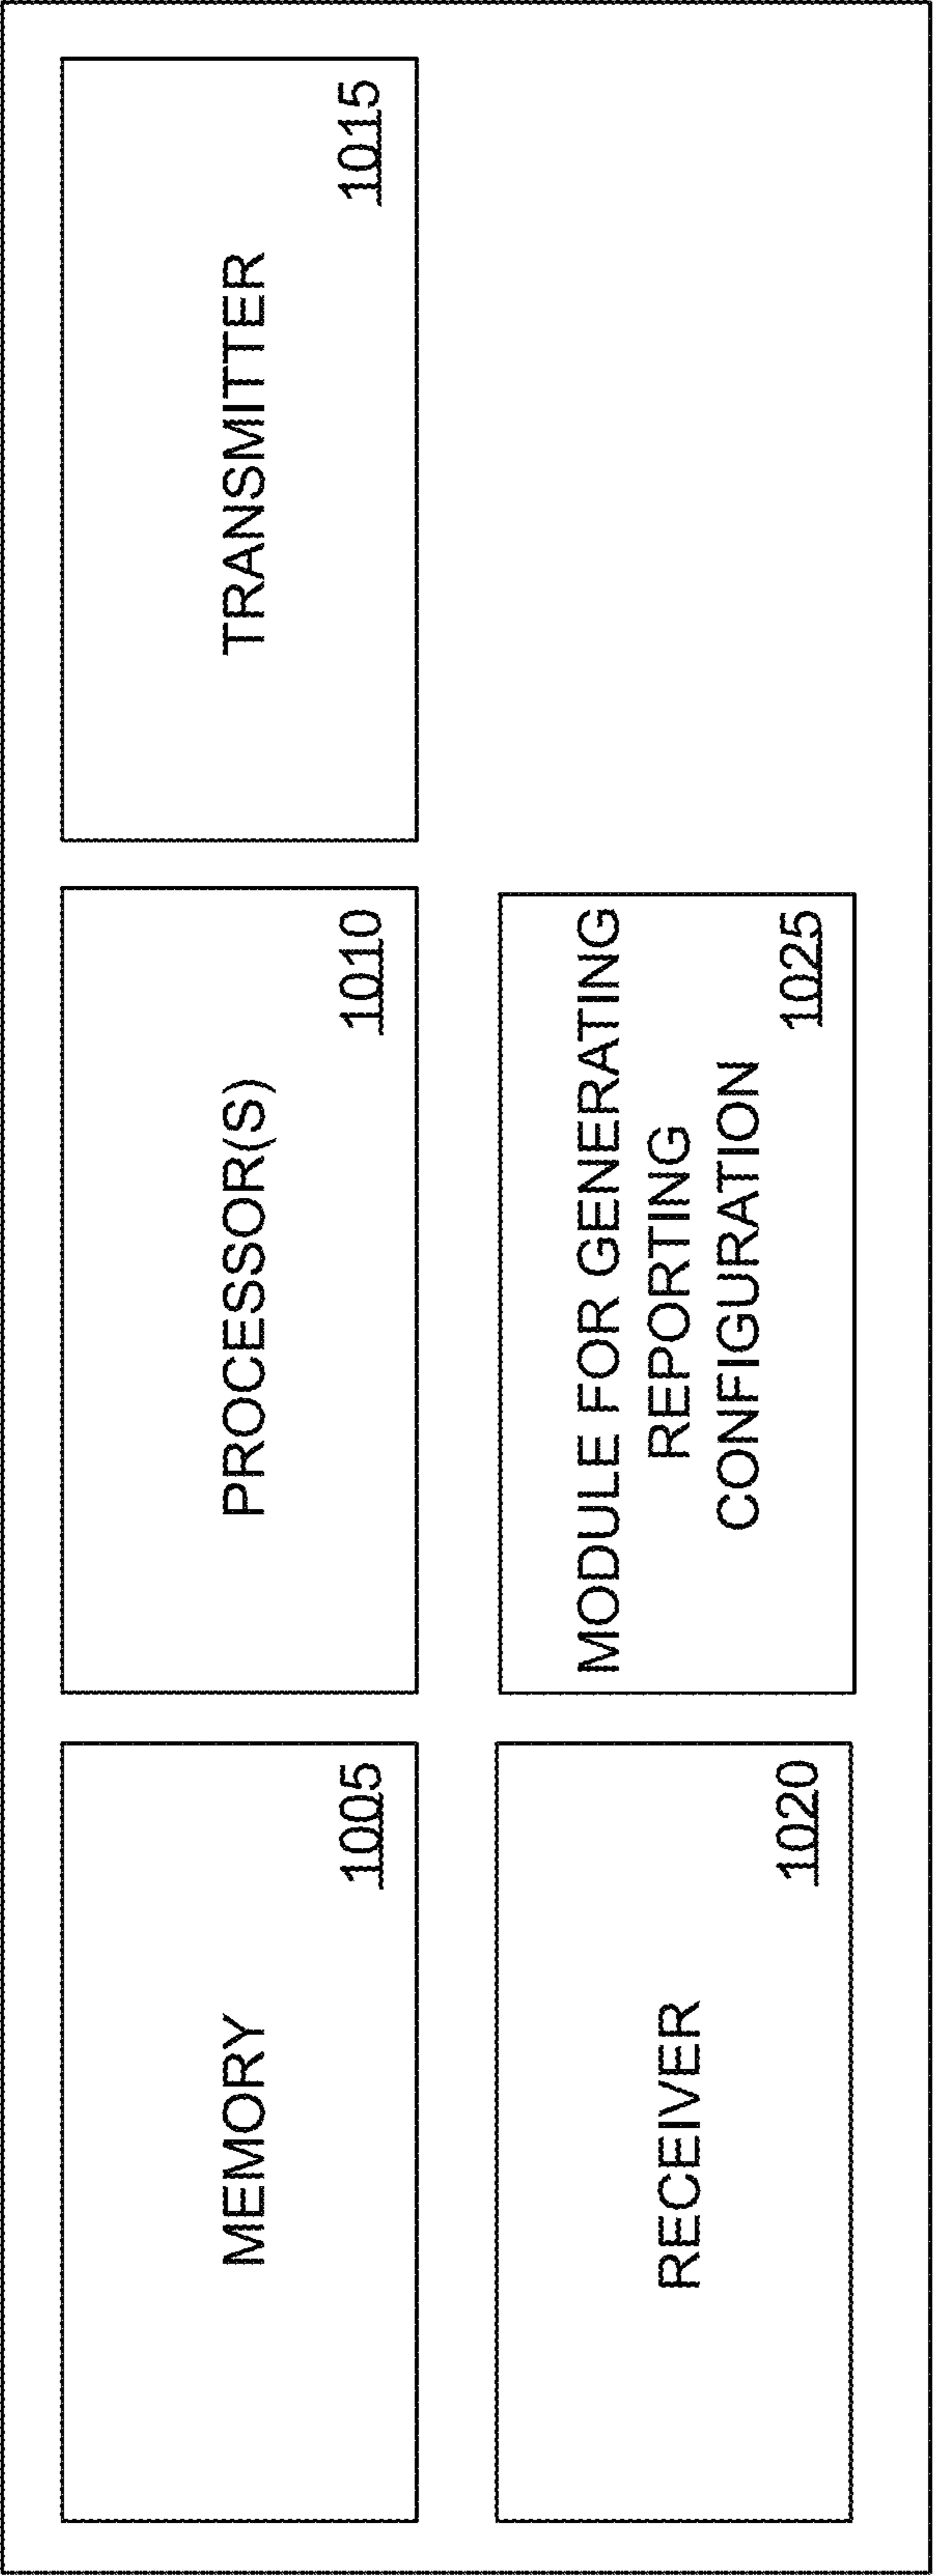 MEMORY
1005
PROCESSOR(S)
1010
TRANSMITTER
1015
RECEIVER
1020
MODULE FOR GENERATING
REPORTING
CONFIGURATION
1025